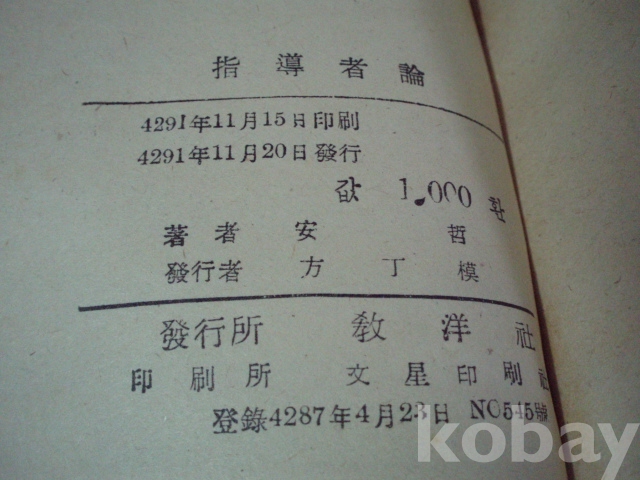 指導者論
4291年11月15日印刷
4291年11月20日發行
값 1,000 환
著者 安哲
發行者 方丁模
發行所 敎洋社
印刷所 文星印刷社
登錄4287年4月23日 NO545號
kobay